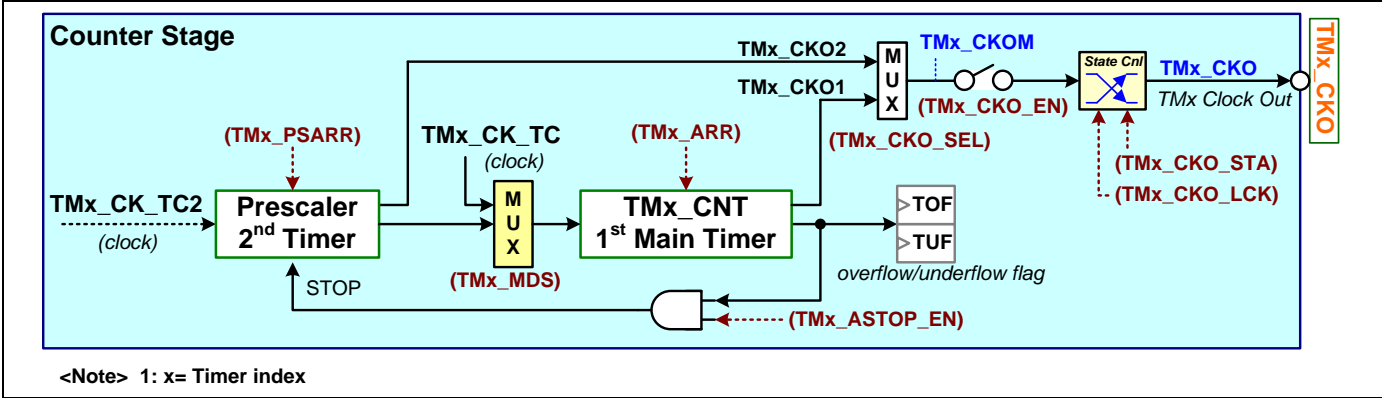 Counter Stage
TMx_CKO2
TMx_CKO1
MUX
TMx_CKOM
(TMx_CKO_EN)
(TMx_CKO_SEL)
State Cnl
TMx_CKO
TMx Clock Out
TMx_CKO
(TMx_CKO_STA)
(TMx_CKO_LCK)
(TMx_PSARR)
TMx_CK_TC
(clock)
(TMx_ARR)
TMx_CK_TC2
(clock)
Prescaler
2nd Timer
MUX
(TMx_MDS)
TMx_CNT
1st Main Timer
TOF
TUF
overflow/underflow flag
STOP
(TMx_ASTOP_EN)
<Note> 1: x= Timer index